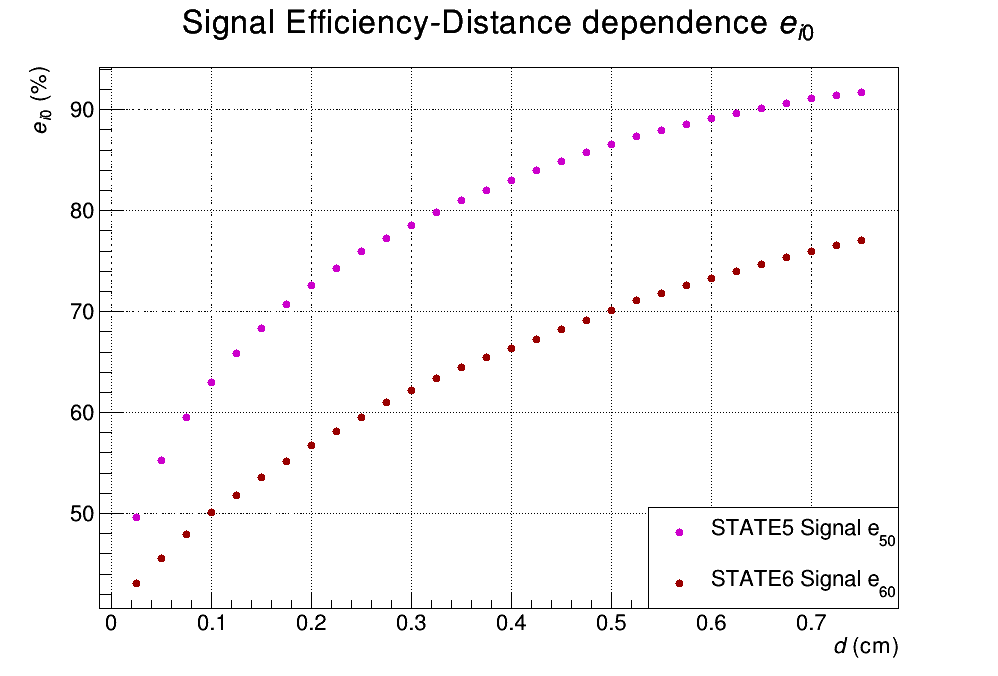 Signal Efficiency-Distance dependence e_i0
e_i0 (%)
90
80
70
60
50
STATE5 Signal e_50
STATE6 Signal e_60
0 0.1 0.2 0.3 0.4 0.5 0.6 0.7
d (cm)